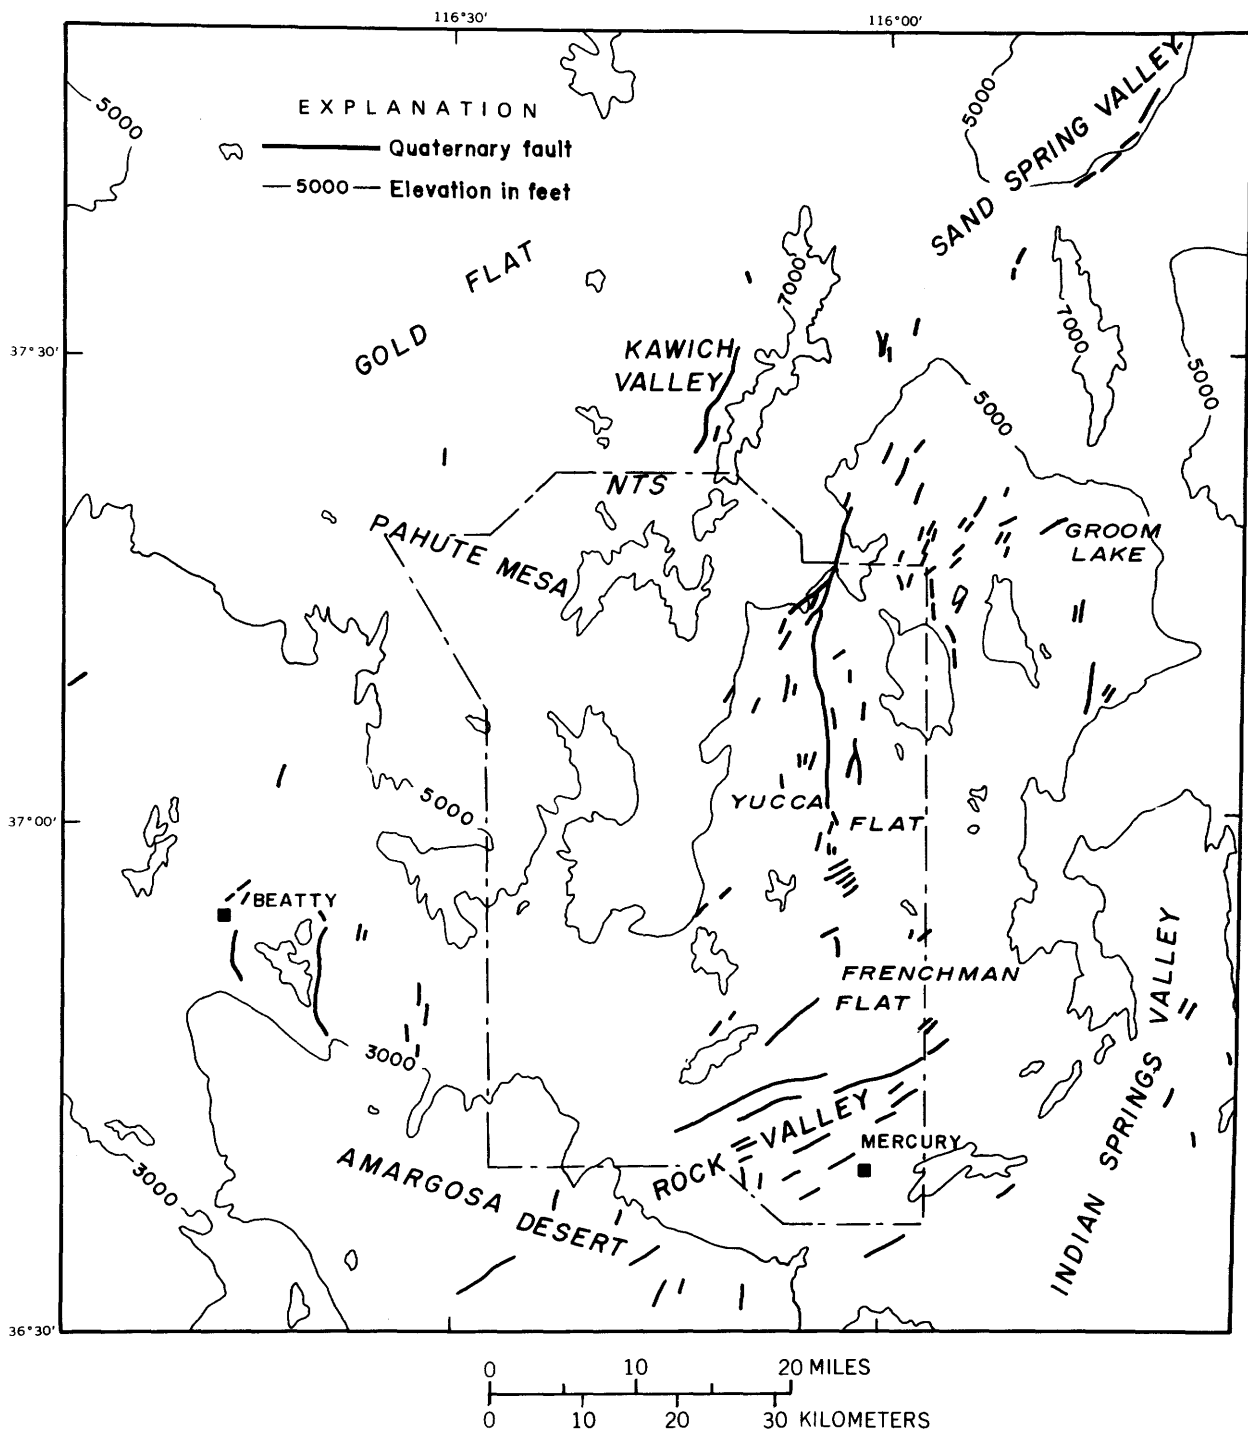 116°30'
116°00'
5000
EXPLANATION
Quaternary fault
5000 Elevation in feet
5000
SAND SPRING VALLEY
GOLD FLAT
7000
7000
37°30'
KAWICH
VALLEY
5000
5000
NTS
PAHUTE MESA
GROOM
LAKE
5000
YUCCA
FLAT
37°00'
BEATTY
FRENCHMAN
FLAT
3000
ROCK VALLEY
MERCURY
3000
AMARGOSA DESERT
INDIAN SPRINGS VALLEY
36°30'
0 10 20 MILES
0 10 20 30 KILOMETERS